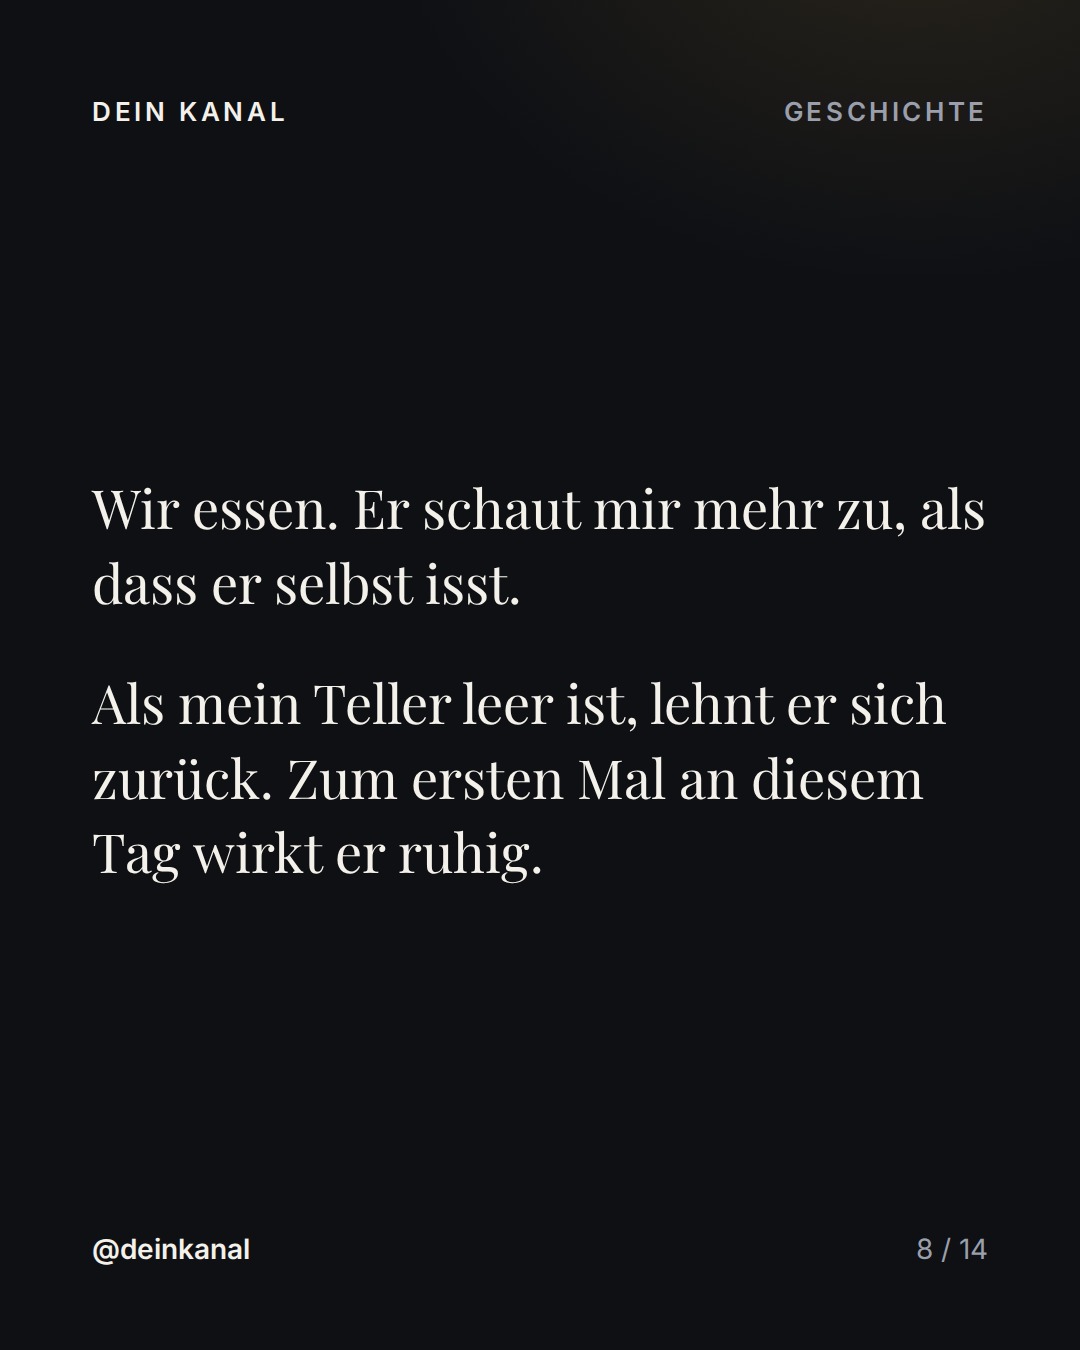 DEIN KANAL
GESCHICHTE
Wir essen. Er schaut mir mehr zu, als
dass er selbst isst.
Als mein Teller leer ist, lehnt er sich
zurück. Zum ersten Mal an diesem
Tag wirkt er ruhig.
@deinkanal
8 / 14